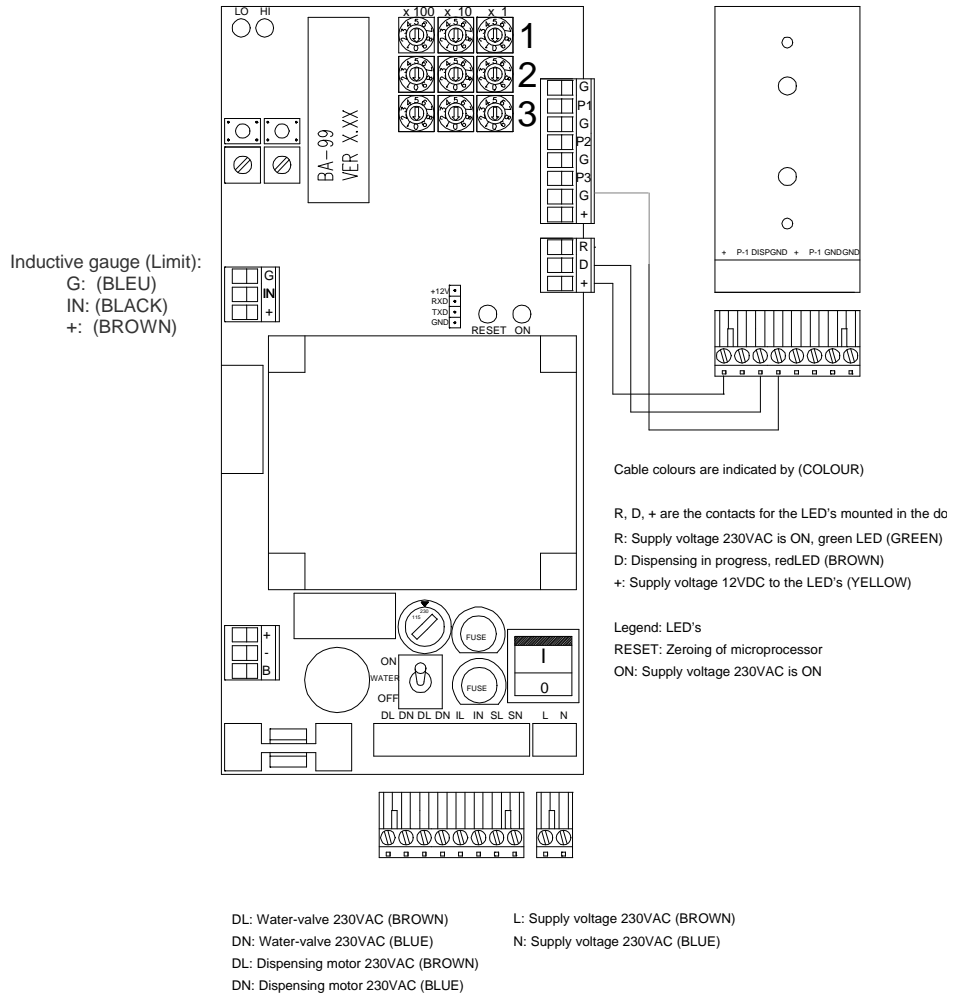 LO HI
x 100 x 10 x 1
1
2
3
BA-99
VER X.XX
G
P1
G
P2
G
P3
G
+
R
D
+
+ P-1 DISPGND + P-1 GNDGND
Inductive gauge (Limit):
G: (BLEU)
IN: (BLACK)
+: (BROWN)
G
IN
+
+12V
RXD
TXD
GND
RESET ON
Cable colours are indicated by (COLOUR)
R, D, + are the contacts for the LED's mounted in the do
R: Supply voltage 230VAC is ON, green LED (GREEN)
D: Dispensing in progress, redLED (BROWN)
+: Supply voltage 12VDC to the LED's (YELLOW)
Legend: LED's
RESET: Zeroing of microprocessor
ON: Supply voltage 230VAC is ON
+
-
B
230
115
FUSE
ON
WATER
OFF
FUSE
I
0
DL DN DL DN IL IN SL SN L N
DL: Water-valve 230VAC (BROWN)
DN: Water-valve 230VAC (BLUE)
DL: Dispensing motor 230VAC (BROWN)
DN: Dispensing motor 230VAC (BLUE)
L: Supply voltage 230VAC (BROWN)
N: Supply voltage 230VAC (BLUE)